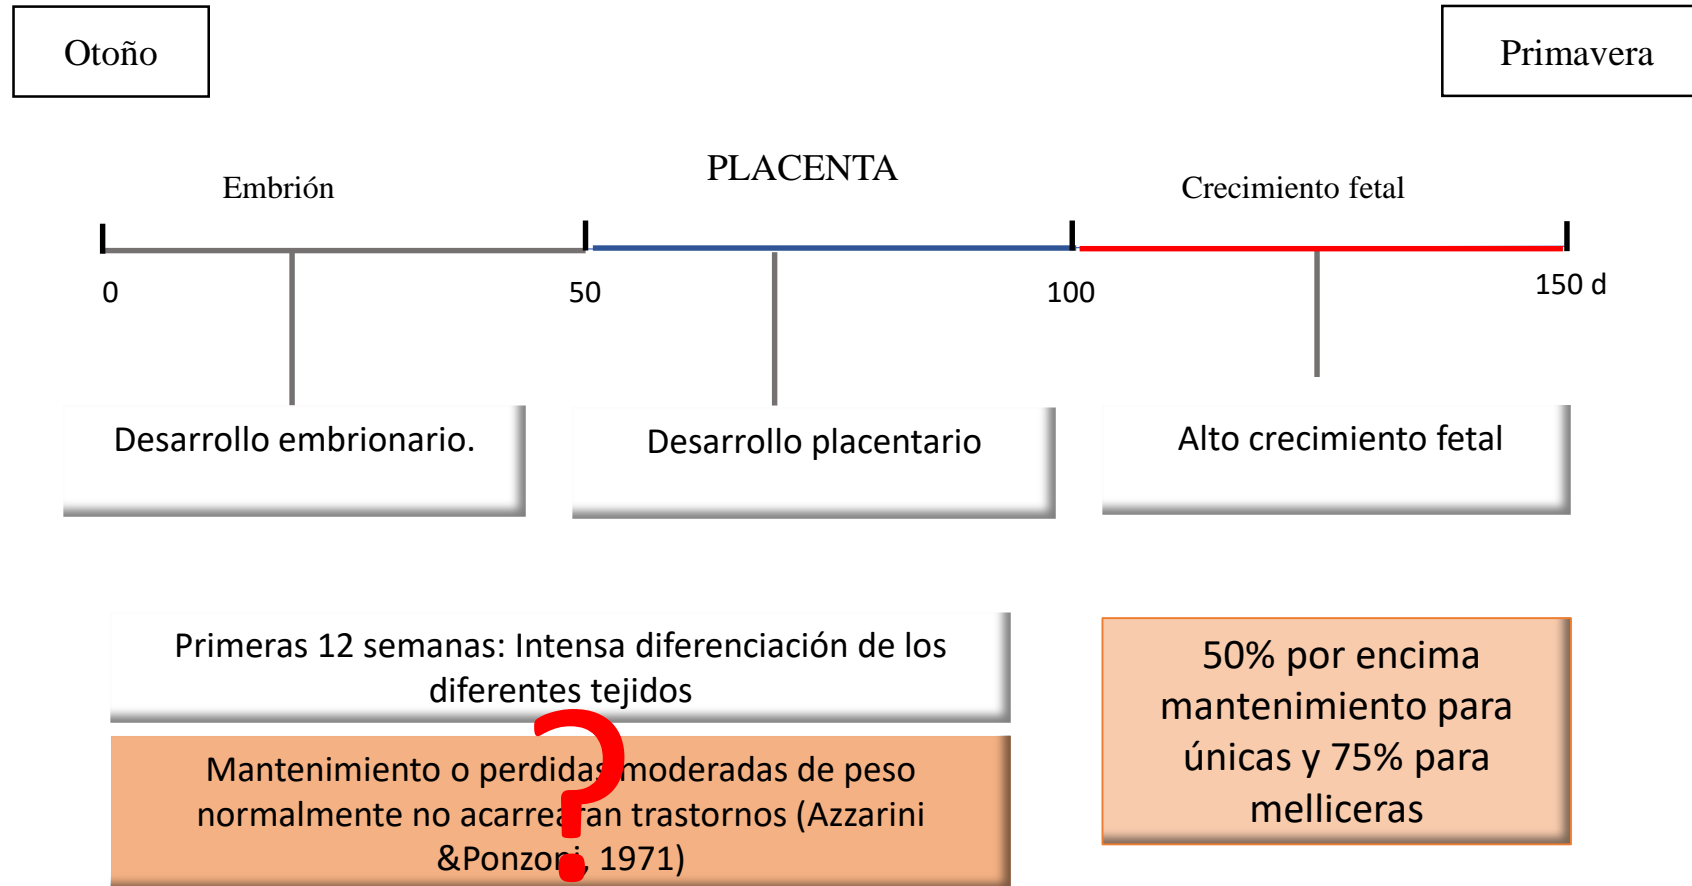 Otoño
Primavera
Embrión
PLACENTA
Crecimiento fetal
0
50
100
150 d
Desarrollo embrionario.
Desarrollo placentario
Alto crecimiento fetal
Primeras 12 semanas: Intensa diferenciación de los
diferentes tejidos
Mantenimiento o perdidas moderadas de peso
normalmente no acarrearan trastornos (Azzarini
&Ponzoni, 1971)
?
50% por encima
mantenimiento para
únicas y 75% para
melliceras